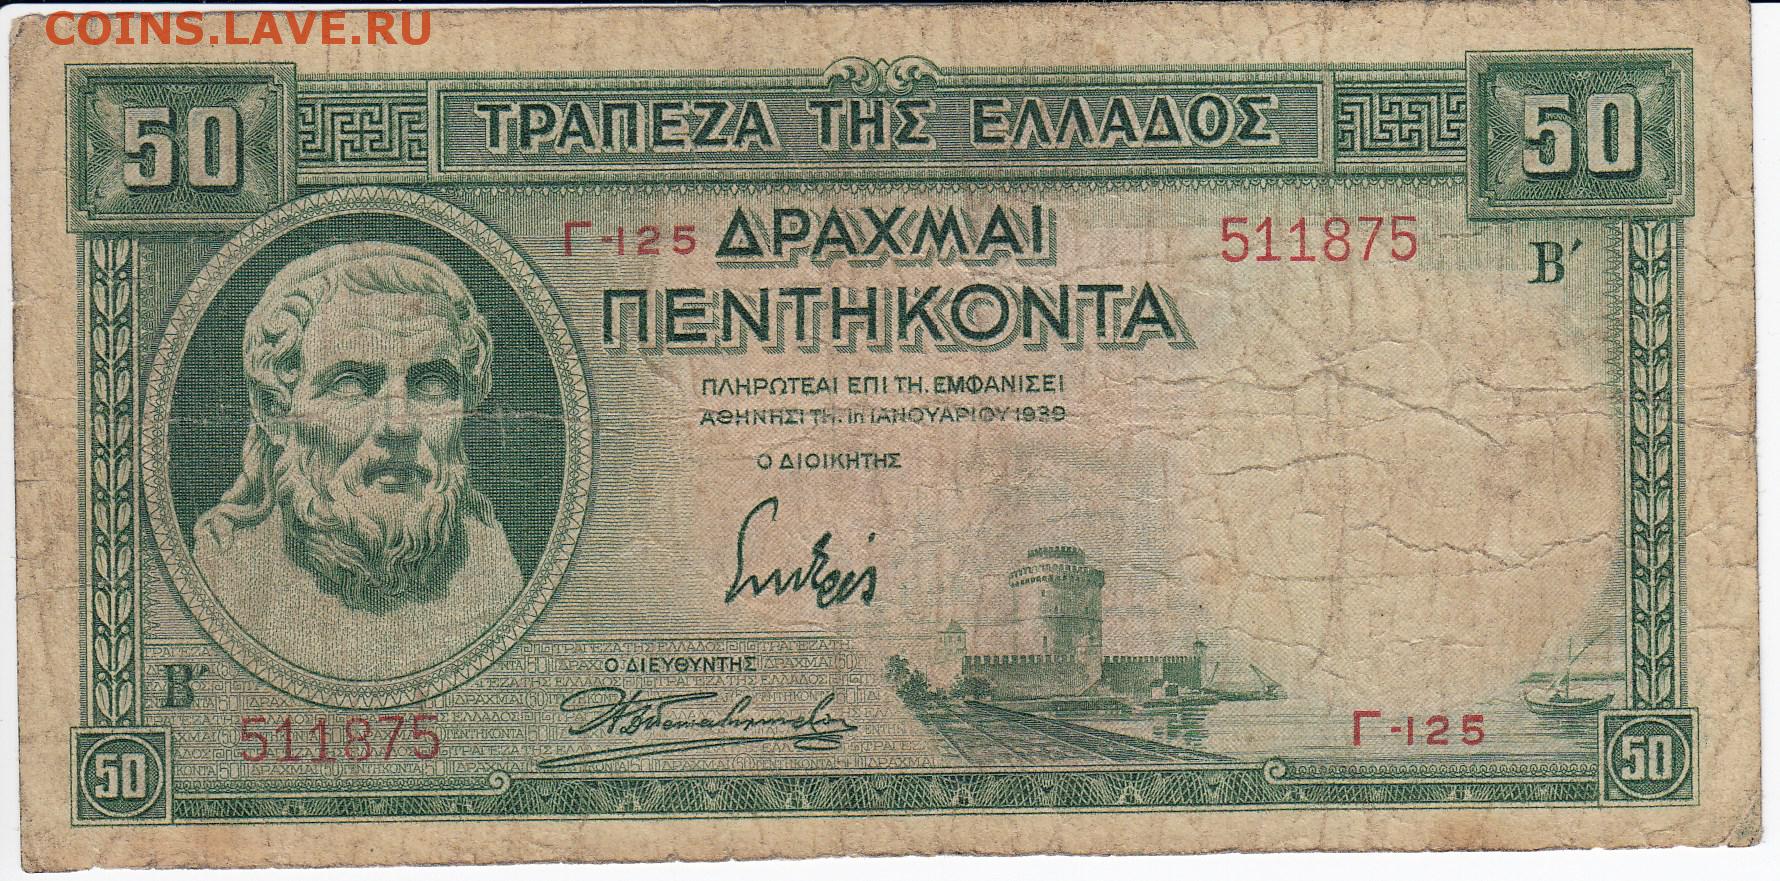 COINS.LAVE.RU
50 ΤΡΑΠΕΖΑ ΤΗΣ ΕΛΛΑΔΟΣ 50
Γ-125 ΔΡΑΧΜΑΙ 511875
Β΄
ΠΕΝΤΗΚΟΝΤΑ
ΠΛΗΡΩΤΕΑΙ ΕΠΙ ΤΗ. ΕΜΦΑΝΙΣΕΙ
ΑΘΗΝΗΣΙ ΤΗ. 1η ΙΑΝΟΥΑΡΙΟΥ 1939
Ο ΔΙΟΙΚΗΤΗΣ
Ο ΔΙΕΥΘΥΝΤΗΣ
Β΄
511875 Γ-125
50 50